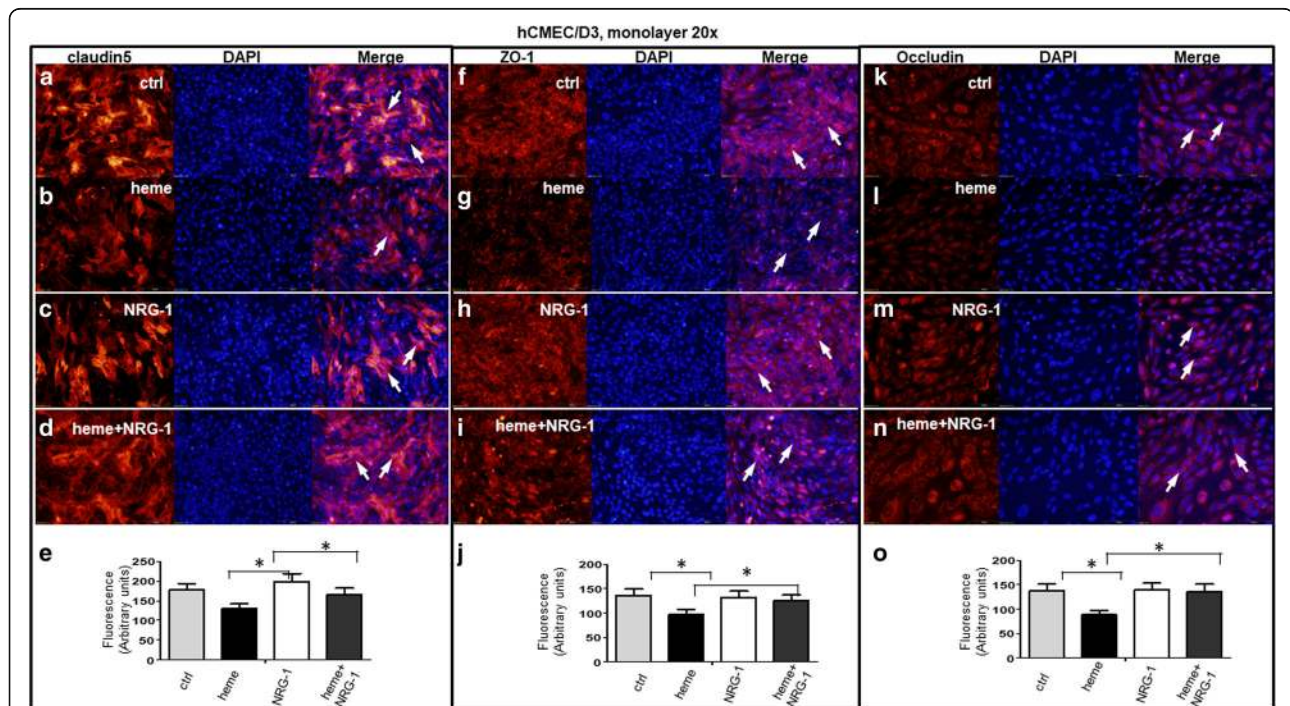 hCMEC/D3, monolayer 20x
claudin5 DAPI Merge
ZO-1 DAPI Merge
Occludin DAPI Merge
a ctrl
f ctrl
k ctrl
b heme
g heme
l heme
c NRG-1
h NRG-1
m NRG-1
d heme+NRG-1
i heme+NRG-1
n heme+NRG-1
e
Fluorescence
(Arbitrary units)
250
200
150
100
50
0
*
*
ctrl
heme
NRG-1
heme+
NRG-1
j
Fluorescence
(Arbitrary units)
200
150
100
50
0
*
*
ctrl
heme
NRG-1
heme+
NRG-1
o
Fluorescence
(Arbitrary units)
200
150
100
50
0
*
*
ctrl
heme
NRG-1
heme+
NRG-1